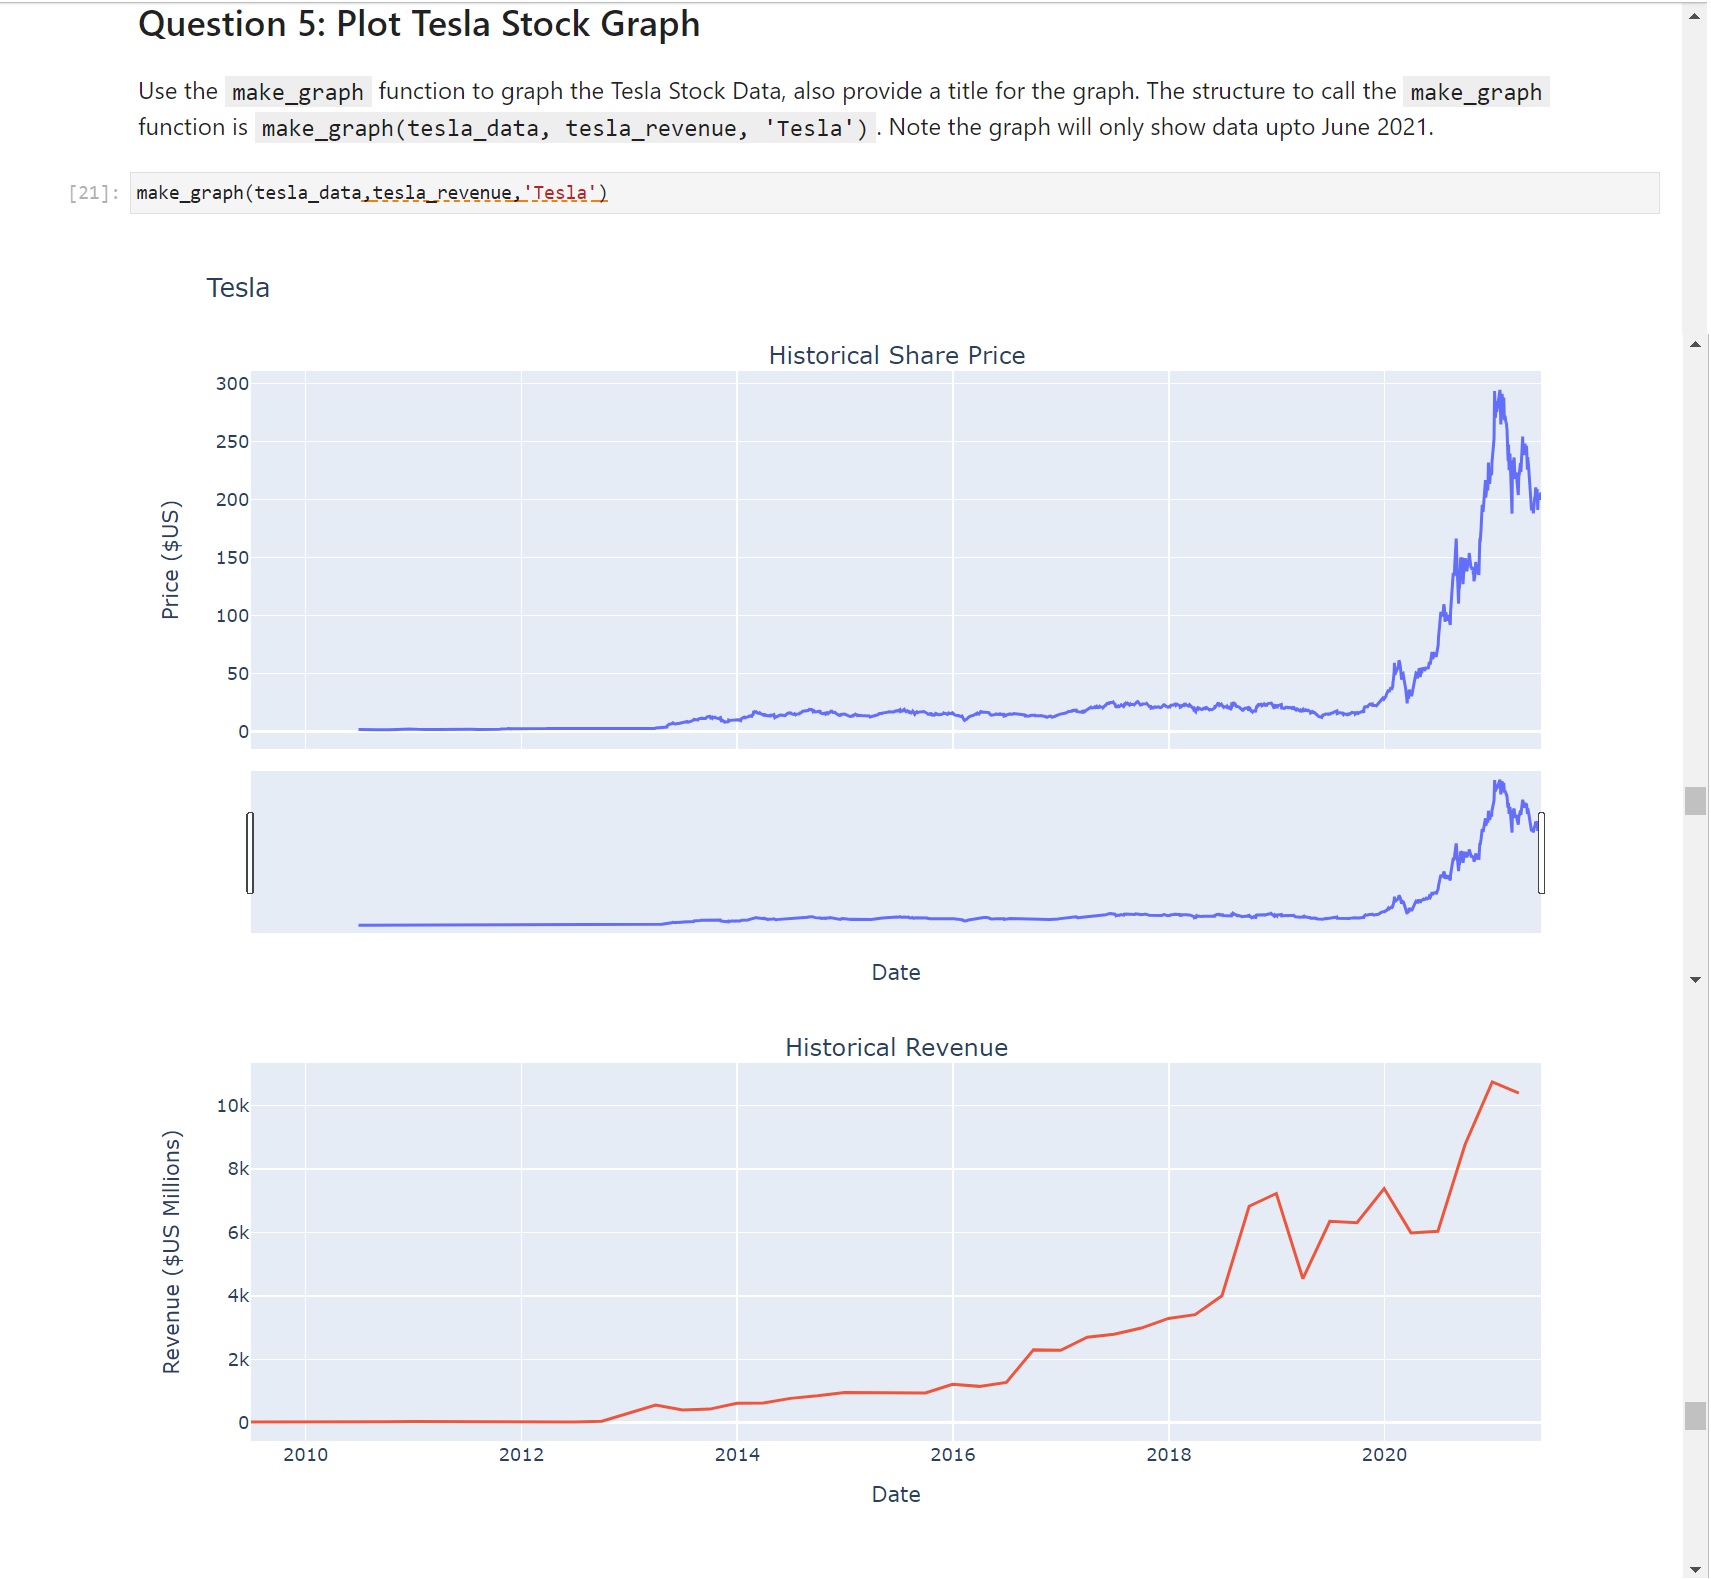 Question 5: Plot Tesla Stock Graph
Use the make_graph function to graph the Tesla Stock Data, also provide a title for the graph. The structure to call the make_graph
function is make_graph(tesla_data, tesla_revenue, 'Tesla') . Note the graph will only show data upto June 2021.
[21]: make_graph(tesla_data,tesla_revenue,'Tesla')
Tesla
Historical Share Price
300
250
200
150
100
50
0
Price ($US)
Date
Historical Revenue
10k
8k
6k
4k
2k
0
Revenue ($US Millions)
2010 2012 2014 2016 2018 2020
Date